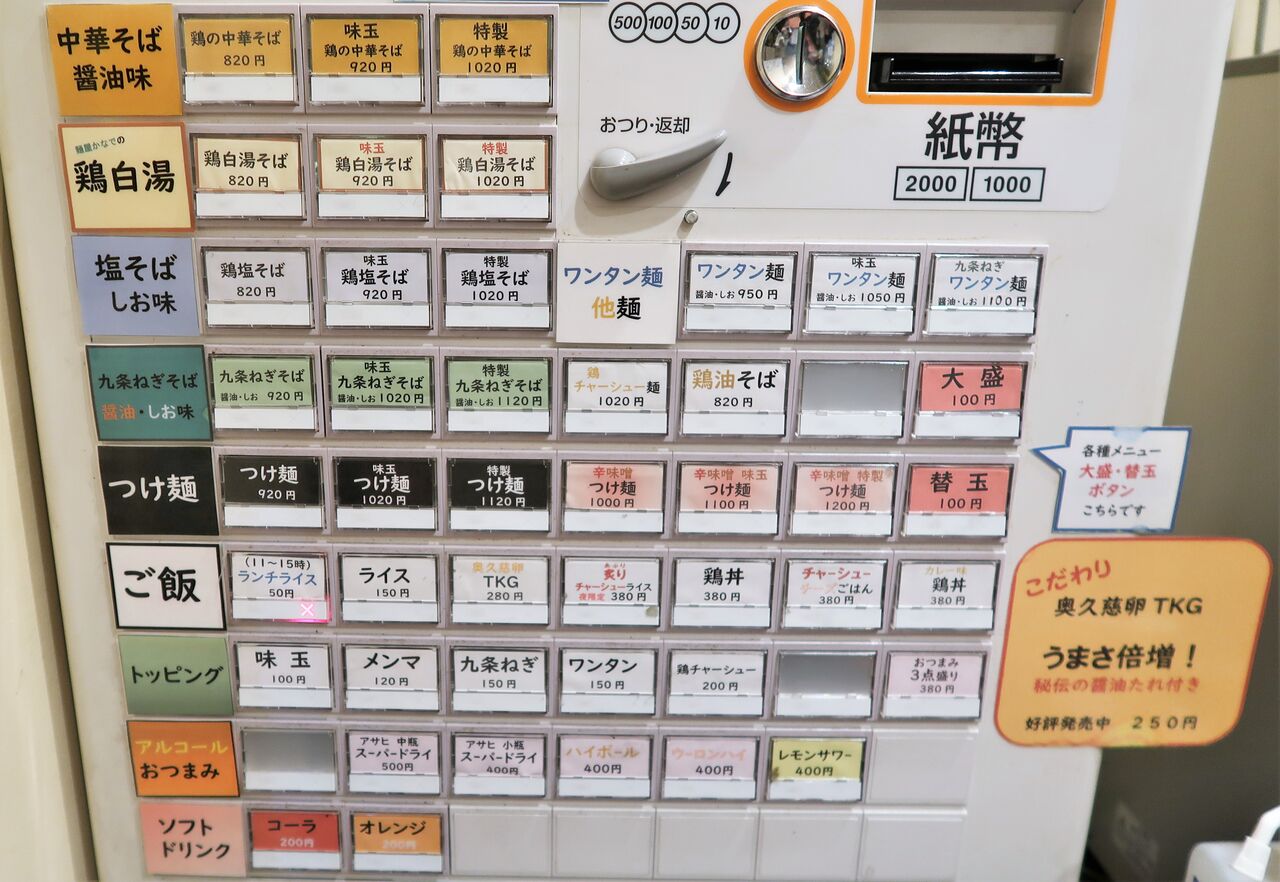 500 100 50 10
おつり・返却
紙幣
2000 1000
中華そば
醤油味
鶏の中華そば
820円
味玉
鶏の中華そば
920円
特製
鶏の中華そば
1020円
麺屋かなでの
鶏白湯
鶏白湯そば
820円
味玉
鶏白湯そば
920円
特製
鶏白湯そば
1020円
塩そば
しお味
鶏塩そば
820円
味玉
鶏塩そば
920円
特製
鶏塩そば
1020円
ワンタン麺
他麺
ワンタン麺
醤油・しお 950円
味玉
ワンタン麺
醤油・しお 1050円
九条ねぎ
ワンタン麺
醤油・しお 1100円
九条ねぎそば
醤油・しお味
九条ねぎそば
醤油・しお 920円
味玉
九条ねぎそば
醤油・しお 1020円
特製
九条ねぎそば
醤油・しお 1120円
鶏
チャーシュー麺
1020円
鶏油そば
820円
大盛
100円
つけ麺
つけ麺
920円
味玉
つけ麺
1020円
特製
つけ麺
1120円
辛味噌
つけ麺
1000円
辛味噌 味玉
つけ麺
1100円
辛味噌 特製
つけ麺
1200円
替玉
100円
各種メニュー
大盛・替玉
ボタン
こちらです
ご飯
(11～15時)
ランチライス
50円
ライス
150円
奥久慈卵
TKG
280円
あぶり
炙り
チャーシューライス
夜限定 380円
鶏丼
380円
チャーシュー
チーズごはん
380円
カレー味
鶏丼
380円
こだわり
奥久慈卵TKG
うまさ倍増！
秘伝の醤油たれ付き
好評発売中 250円
トッピング
味玉
100円
メンマ
120円
九条ねぎ
150円
ワンタン
150円
鶏チャーシュー
200円
おつまみ
3点盛り
380円
アルコール
おつまみ
アサヒ 中瓶
スーパードライ
500円
アサヒ 小瓶
スーパードライ
400円
ハイボール
400円
ウーロンハイ
400円
レモンサワー
400円
ソフト
ドリンク
コーラ
200円
オレンジ
200円